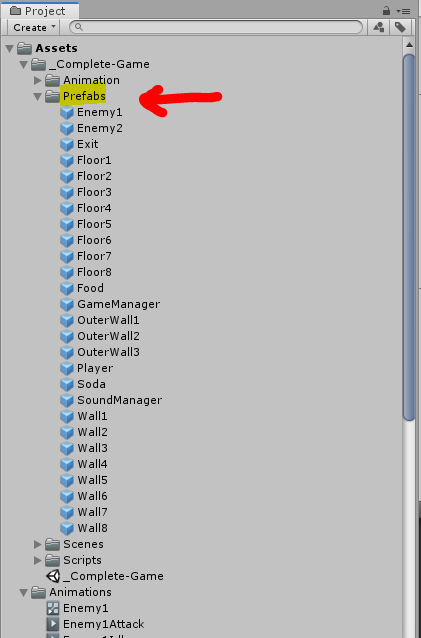 Project
Create
Assets
_Complete-Game
Animation
Prefabs
Enemy1
Enemy2
Exit
Floor1
Floor2
Floor3
Floor4
Floor5
Floor6
Floor7
Floor8
Food
GameManager
OuterWall1
OuterWall2
OuterWall3
Player
Soda
SoundManager
Wall1
Wall2
Wall3
Wall4
Wall5
Wall6
Wall7
Wall8
Scenes
Scripts
_Complete-Game
Animations
Enemy1
Enemy1Attack